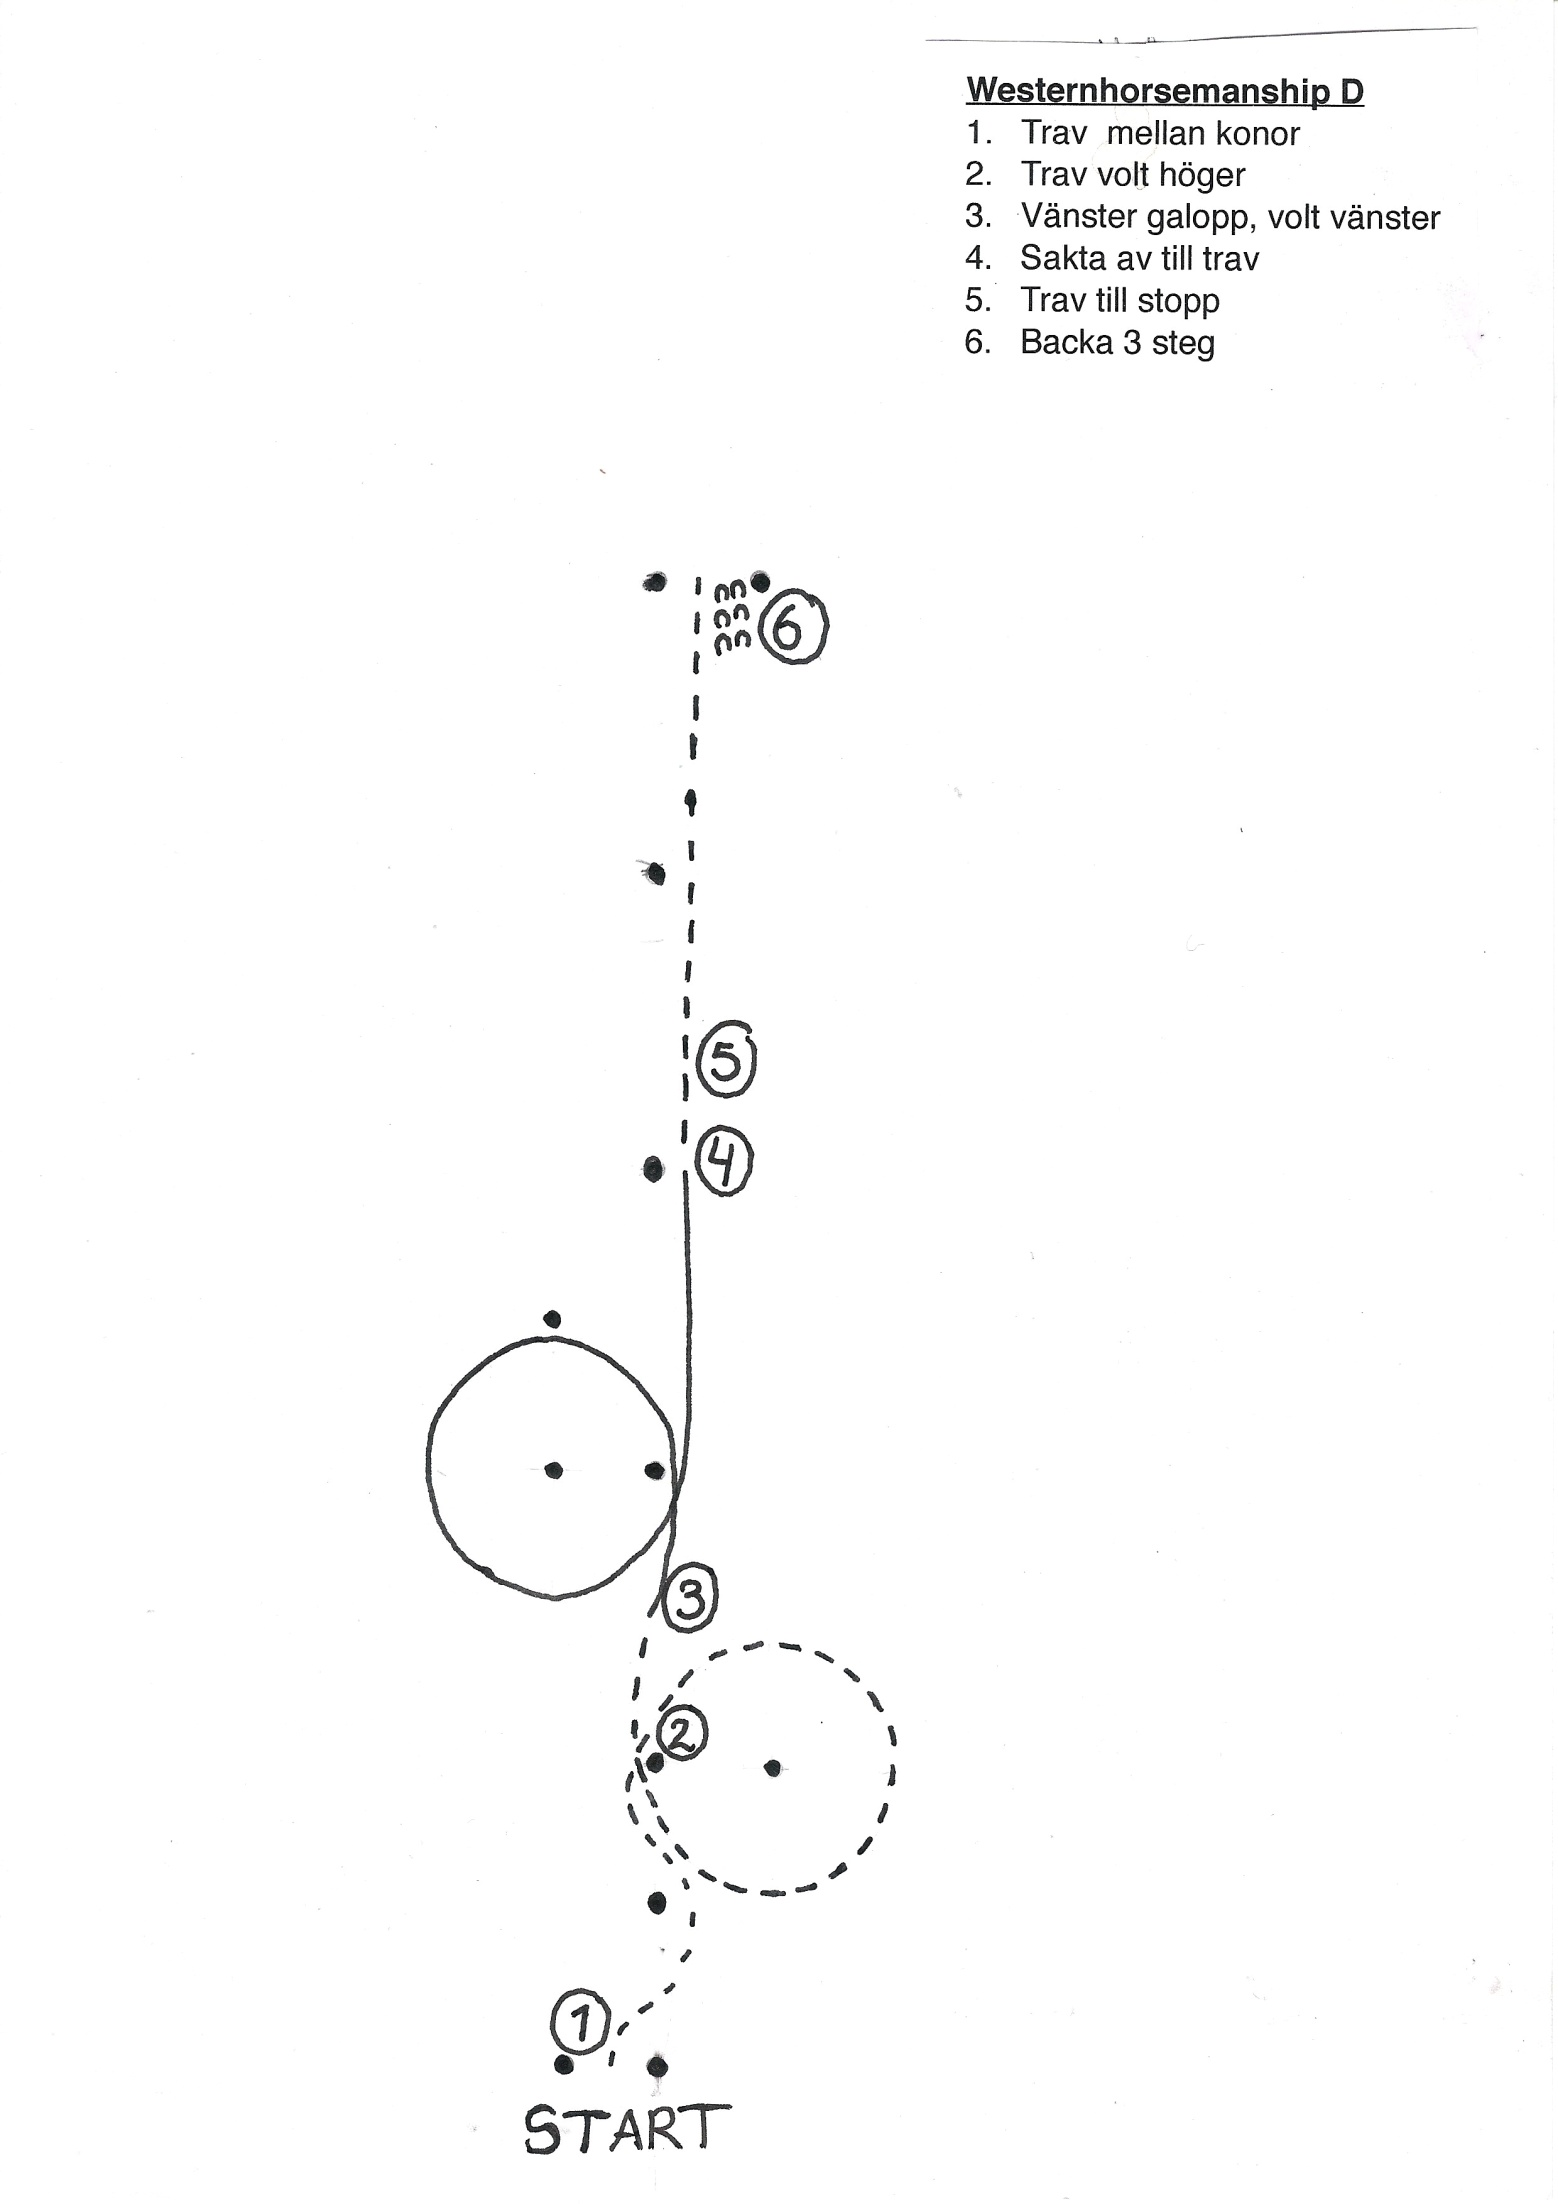 Westernhorsemanship D
1. Trav mellan konor
2. Trav volt höger
3. Vänster galopp, volt vänster
4. Sakta av till trav
5. Trav till stopp
6. Backa 3 steg
6
5
4
3
2
1
START